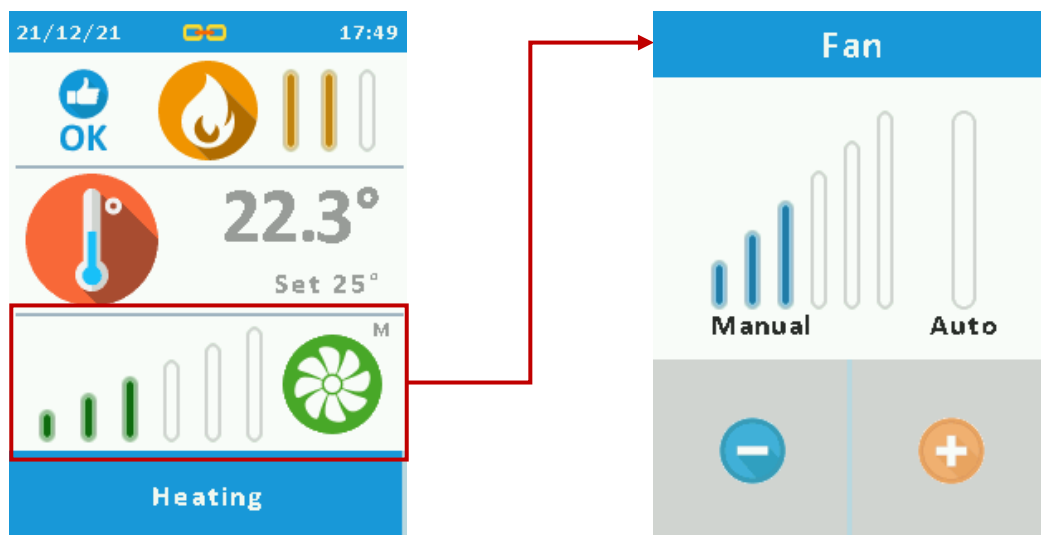 21/12/21 17:49
OK
22.3°
Set 25°
M
Heating
Fan
Manual Auto